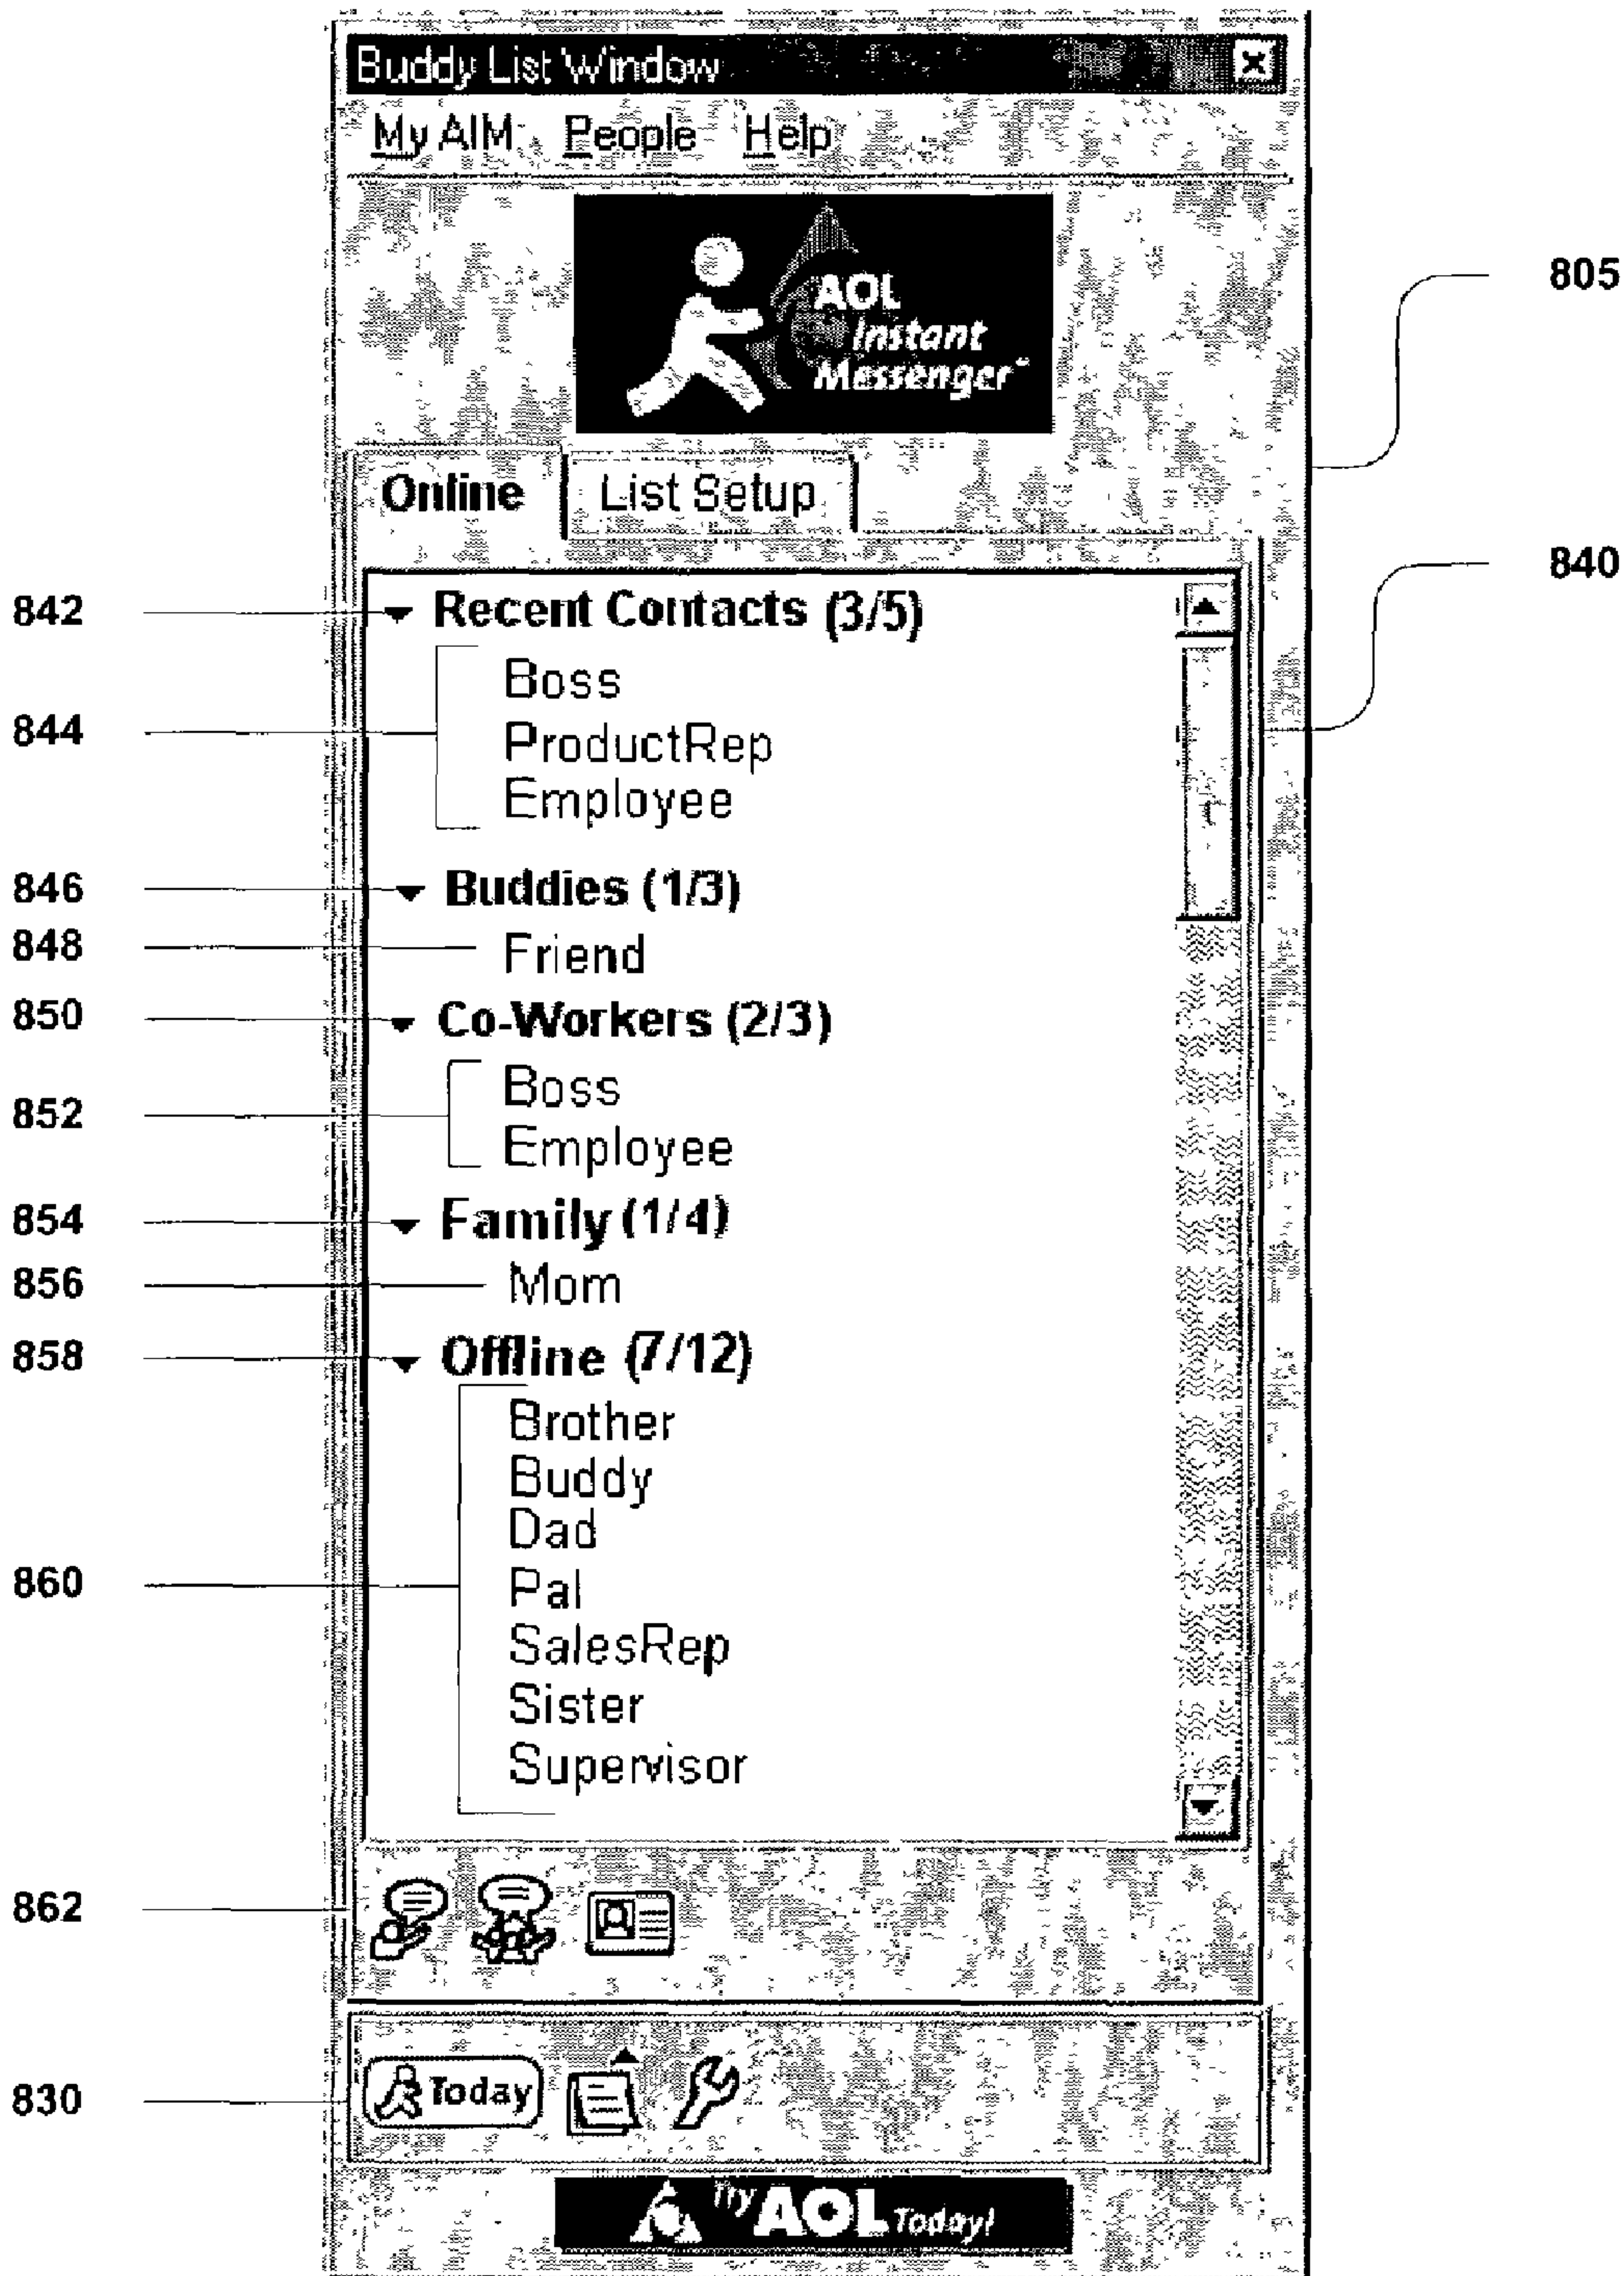 Buddy List Window
My AIM People Help
AOL
Instant
Messenger
805
Online List Setup
840
842 Recent Contacts (3/5)
Boss
844 ProductRep
Employee
846 Buddies (1/3)
848 Friend
850 Co-Workers (2/3)
Boss
852 Employee
854 Family (1/4)
856 Mom
858 Offline (7/12)
Brother
Buddy
Dad
860 Pal
SalesRep
Sister
Supervisor
862
830 Today
Try AOL Today!